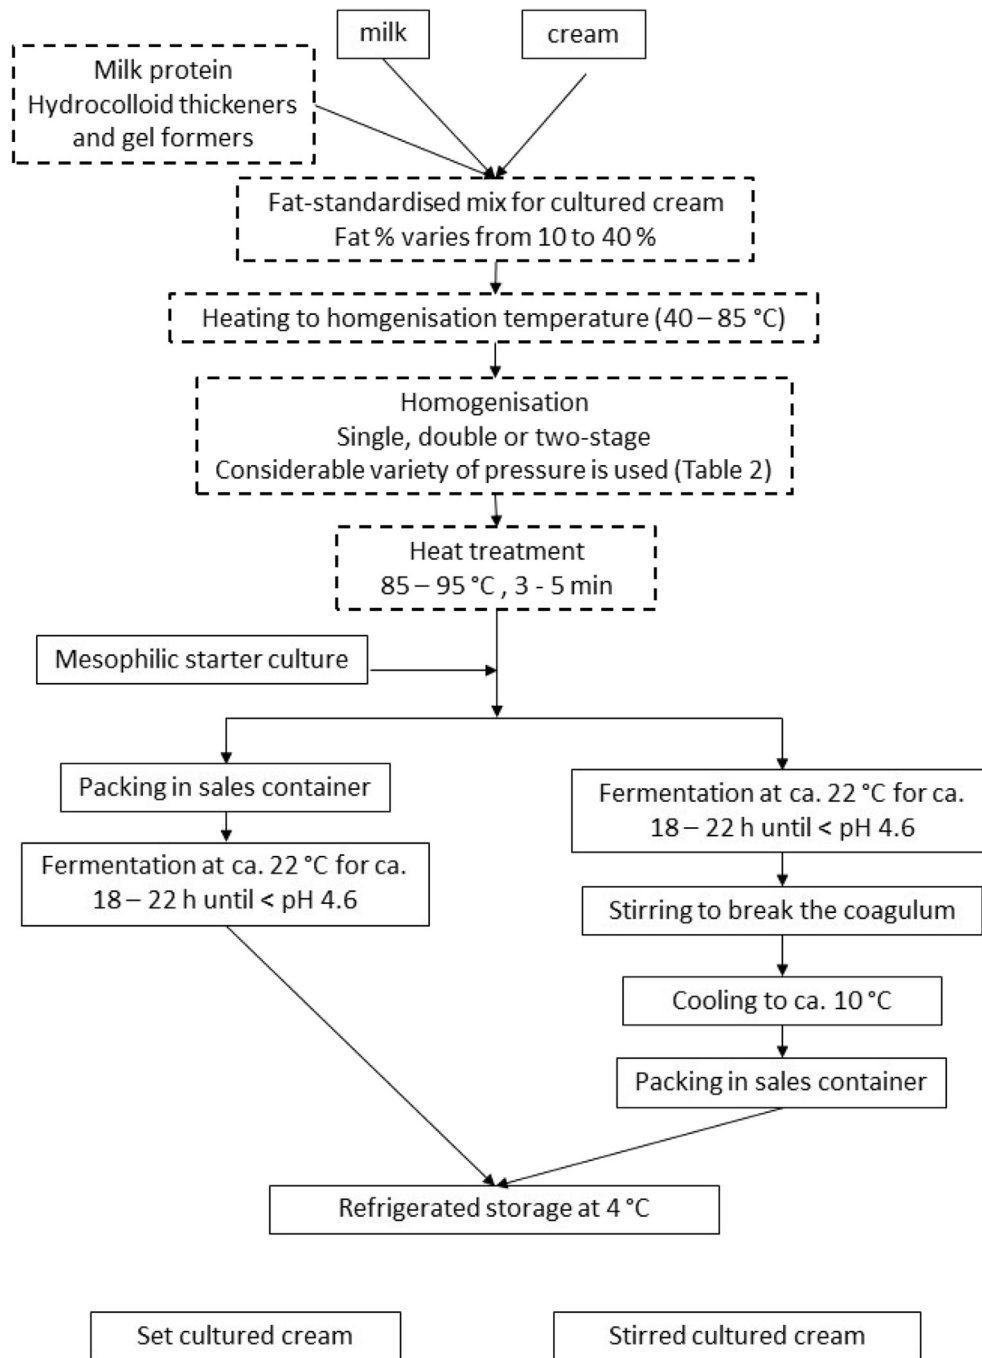 milk
cream
Milk protein
Hydrocolloid thickeners
and gel formers
Fat-standardised mix for cultured cream
Fat % varies from 10 to 40 %
Heating to homgenisation temperature (40 – 85 °C)
Homogenisation
Single, double or two-stage
Considerable variety of pressure is used (Table 2)
Heat treatment
85 – 95 °C , 3 - 5 min
Mesophilic starter culture
Packing in sales container
Fermentation at ca. 22 °C for ca.
18 – 22 h until < pH 4.6
Fermentation at ca. 22 °C for ca.
18 – 22 h until < pH 4.6
Stirring to break the coagulum
Cooling to ca. 10 °C
Packing in sales container
Refrigerated storage at 4 °C
Set cultured cream
Stirred cultured cream